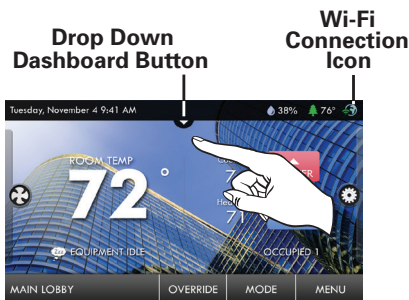 Drop Down
Dashboard Button
Wi-Fi
Connection
Icon
Tuesday, November 4 9:41 AM
38%
76°
ROOM TEMP
72°
71
EQUIPMENT IDLE
OCCUPIED 1
MAIN LOBBY
OVERRIDE
MODE
MENU